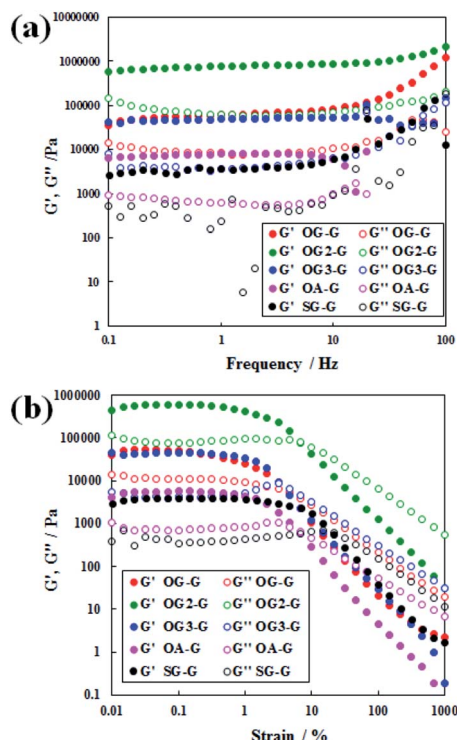 (a)
G', G'' /Pa
10000000
1000000
100000
10000
1000
100
10
1
0.1 1 10 100
Frequency / Hz
G' OG-G G'' OG-G
G' OG2-G G'' OG2-G
G' OG3-G G'' OG3-G
G' OA-G G'' OA-G
G' SG-G G'' SG-G
(b)
G', G'' / Pa
1000000
100000
10000
1000
100
10
1
0.1
0.01 0.1 1 10 100 1000
Strain / %
G' OG-G G'' OG-G
G' OG2-G G'' OG2-G
G' OG3-G G'' OG3-G
G' OA-G G'' OA-G
G' SG-G G'' SG-G